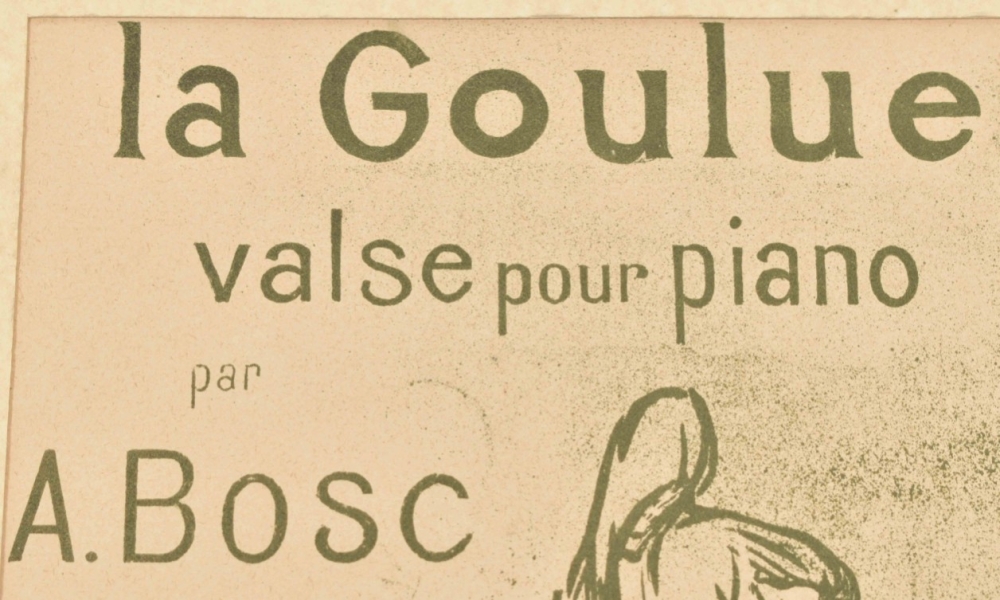 la Goulue
valse pour piano
par
A. Bosc